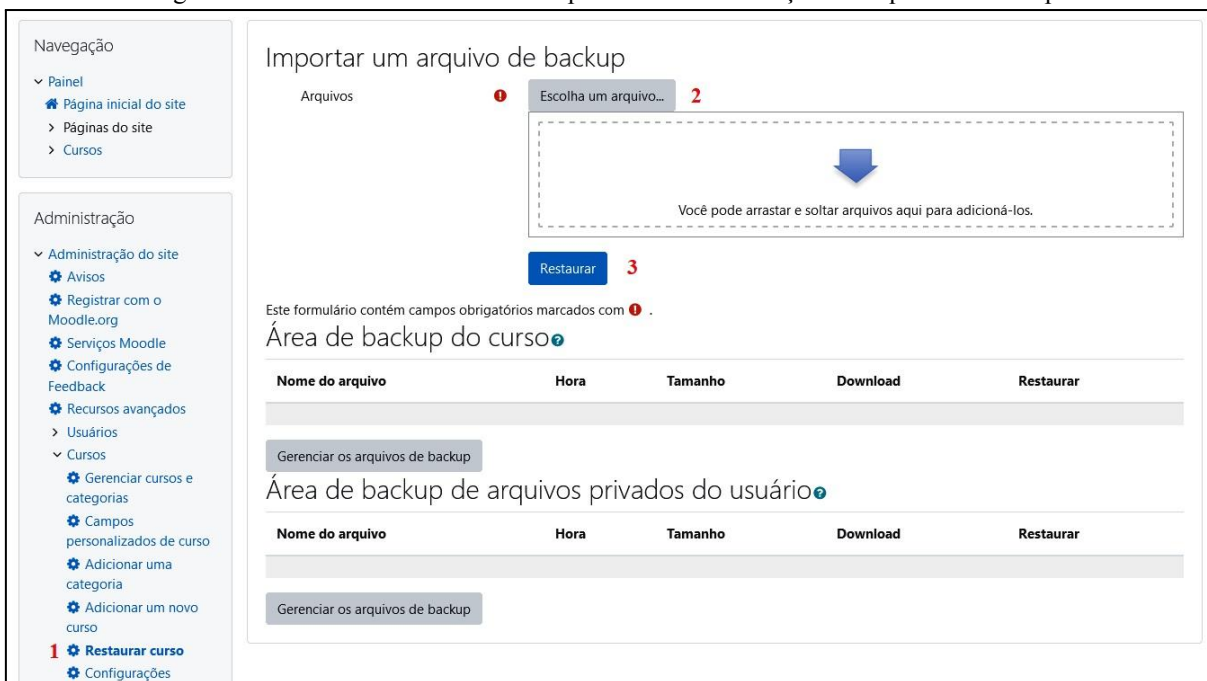 Navegação
Painel
Página inicial do site
Páginas do site
Cursos
Administração
Administração do site
Avisos
Registrar com o
Moodle.org
Serviços Moodle
Configurações de
Feedback
Recursos avançados
Usuários
Cursos
Gerenciar cursos e
categorias
Campos
personalizados de curso
Adicionar uma
categoria
Adicionar um novo
curso
1 Restaurar curso
Configurações
Importar um arquivo de backup
Arquivos
Escolha um arquivo... 2
Você pode arrastar e soltar arquivos aqui para adicioná-los.
Restaurar 3
Este formulário contém campos obrigatórios marcados com .
Área de backup do curso
Nome do arquivo Hora Tamanho Download Restaurar
Gerenciar os arquivos de backup
Área de backup de arquivos privados do usuário
Nome do arquivo Hora Tamanho Download Restaurar
Gerenciar os arquivos de backup